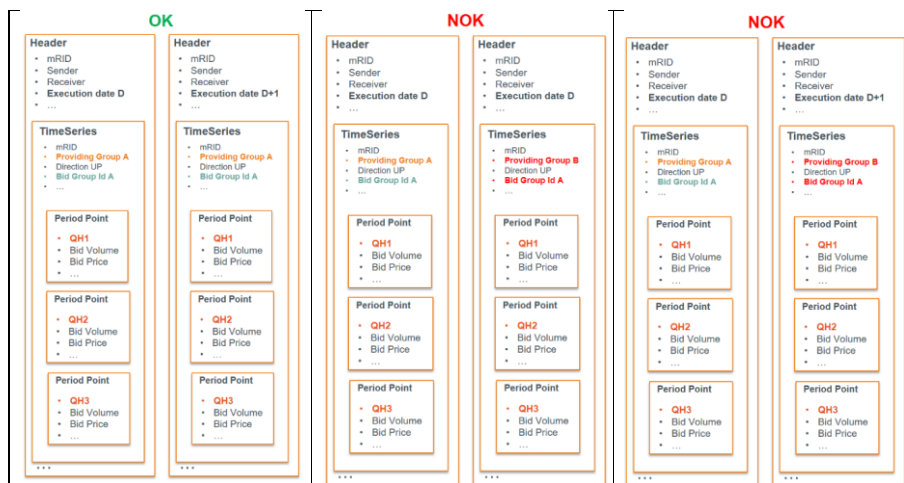 OK
Header
• mRID
• Sender
• Receiver
• Execution date D
• …
TimeSeries
• mRID
• Providing Group A
• Direction UP
• Bid Group Id A
• …
Period Point
• QH1
• Bid Volume
• Bid Price
• …
Period Point
• QH2
• Bid Volume
• Bid Price
• …
Period Point
• QH3
• Bid Volume
• Bid Price
• …
…
Header
• mRID
• Sender
• Receiver
• Execution date D+1
• …
TimeSeries
• mRID
• Providing Group A
• Direction UP
• Bid Group Id A
• …
Period Point
• QH1
• Bid Volume
• Bid Price
• …
Period Point
• QH2
• Bid Volume
• Bid Price
• …
Period Point
• QH3
• Bid Volume
• Bid Price
• …
…
NOK
Header
• mRID
• Sender
• Receiver
• Execution date D
• …
TimeSeries
• mRID
• Providing Group A
• Direction UP
• Bid Group Id A
• …
Period Point
• QH1
• Bid Volume
• Bid Price
• …
Period Point
• QH2
• Bid Volume
• Bid Price
• …
Period Point
• QH3
• Bid Volume
• Bid Price
• …
…
Header
• mRID
• Sender
• Receiver
• Execution date D
• …
TimeSeries
• mRID
• Providing Group B
• Direction UP
• Bid Group Id A
• …
Period Point
• QH1
• Bid Volume
• Bid Price
• …
Period Point
• QH2
• Bid Volume
• Bid Price
• …
Period Point
• QH3
• Bid Volume
• Bid Price
• …
…
NOK
Header
• mRID
• Sender
• Receiver
• Execution date D
• …
TimeSeries
• mRID
• Providing Group A
• Direction UP
• Bid Group Id A
• …
Period Point
• QH1
• Bid Volume
• Bid Price
• …
Period Point
• QH2
• Bid Volume
• Bid Price
• …
Period Point
• QH3
• Bid Volume
• Bid Price
• …
…
Header
• mRID
• Sender
• Receiver
• Execution date D+1
• …
TimeSeries
• mRID
• Providing Group B
• Direction UP
• Bid Group Id A
• …
Period Point
• QH1
• Bid Volume
• Bid Price
• …
Period Point
• QH2
• Bid Volume
• Bid Price
• …
Period Point
• QH3
• Bid Volume
• Bid Price
• …
…